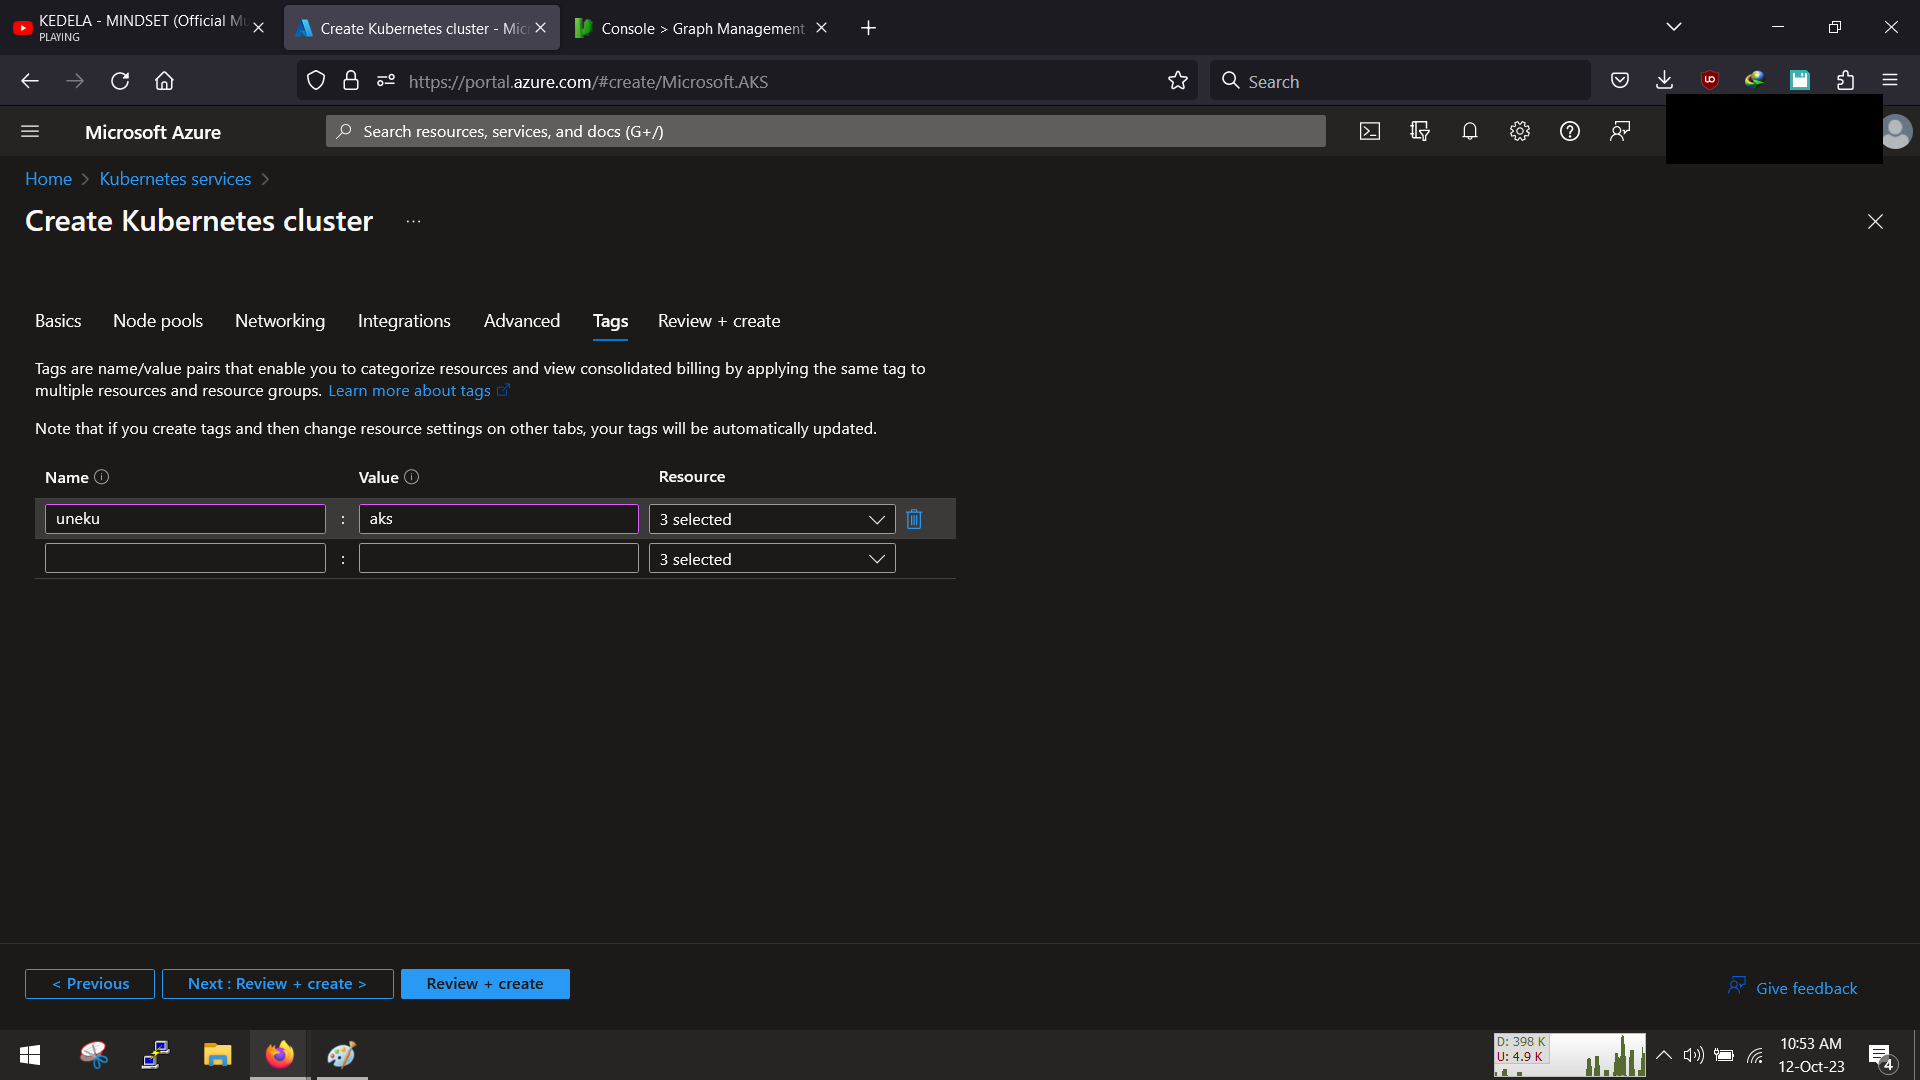 KEDELA - MINDSET (Official Mu
PLAYING
Create Kubernetes cluster - Micr
Console > Graph Management
https://portal.azure.com/#create/Microsoft.AKS
Search
Microsoft Azure
Search resources, services, and docs (G+/)
Home > Kubernetes services >
Create Kubernetes cluster ...
Basics
Node pools
Networking
Integrations
Advanced
Tags
Review + create
Tags are name/value pairs that enable you to categorize resources and view consolidated billing by applying the same tag to
multiple resources and resource groups. Learn more about tags
Note that if you create tags and then change resource settings on other tabs, your tags will be automatically updated.
Name
Value
Resource
uneku : aks
3 selected
:
3 selected
< Previous
Next : Review + create >
Review + create
Give feedback
D: 398 K
U: 4.9 K
10:53 AM
12-Oct-23
4